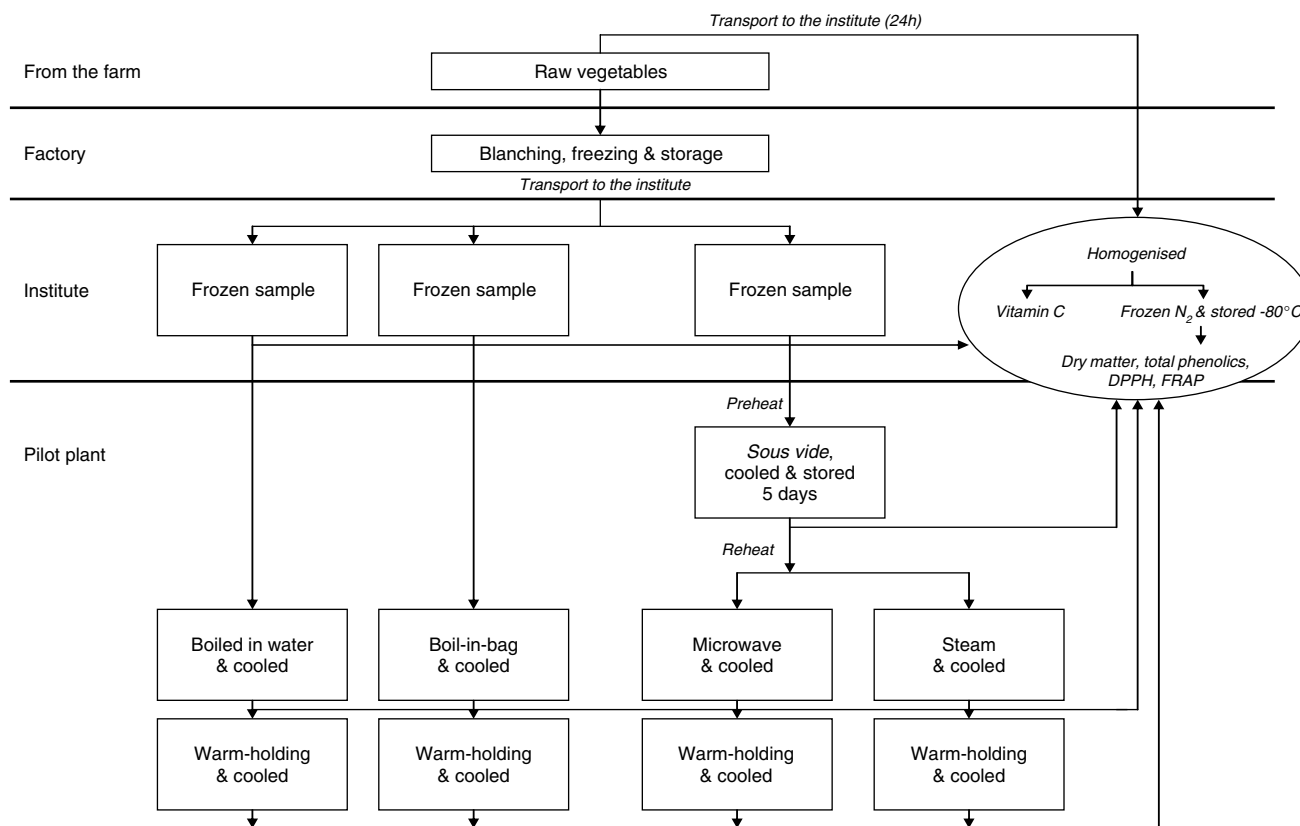 Transport to the institute (24h)
From the farm
Raw vegetables
Factory
Blanching, freezing & storage
Transport to the institute
Institute
Frozen sample
Frozen sample
Frozen sample
Homogenised
Vitamin C
Frozen N2 & stored -80°C
Dry matter, total phenolics,
DPPH, FRAP
Pilot plant
Preheat
Sous vide,
cooled & stored
5 days
Reheat
Boiled in water
& cooled
Boil-in-bag
& cooled
Microwave
& cooled
Steam
& cooled
Warm-holding
& cooled
Warm-holding
& cooled
Warm-holding
& cooled
Warm-holding
& cooled